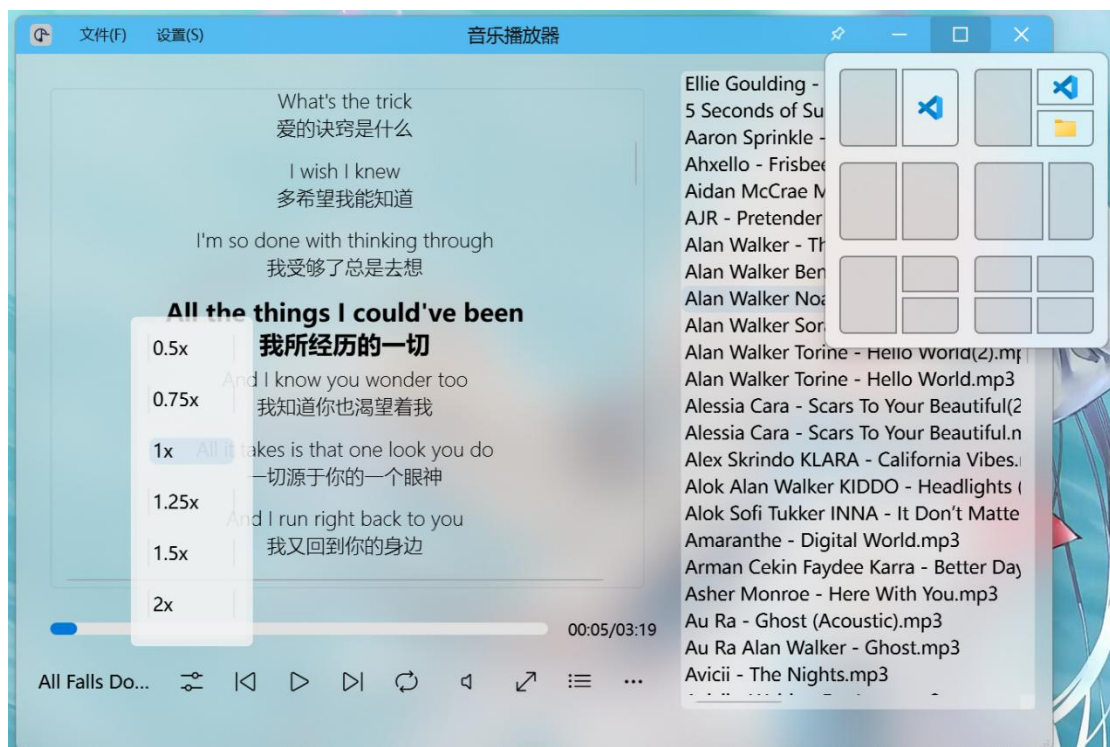 文件(F) 设置(S) 音乐播放器
What's the trick
爱的诀窍是什么
I wish I knew
多希望我能知道
I'm so done with thinking through
我受够了总是去想
All the things I could've been
我所经历的一切
And I know you wonder too
我知道你也渴望着我
All it takes is that one look you do
一切源于你的一个眼神
And I run right back to you
我又回到你的身边
0.5x
0.75x
1x
1.25x
1.5x
2x
00:05/03:19
All Falls Do...
Ellie Goulding -
5 Seconds of Su
Aaron Sprinkle -
Ahxello - Frisbee
Aidan McCrae M
AJR - Pretender
Alan Walker - Th
Alan Walker Ben
Alan Walker Noa
Alan Walker Sor
Alan Walker Torine - Hello World(2).mp
Alan Walker Torine - Hello World.mp3
Alessia Cara - Scars To Your Beautiful(2
Alessia Cara - Scars To Your Beautiful.n
Alex Skrindo KLARA - California Vibes.
Alok Alan Walker KIDDO - Headlights (
Alok Sofi Tukker INNA - It Don’t Matte
Amaranthe - Digital World.mp3
Arman Cekin Faydee Karra - Better Day
Asher Monroe - Here With You.mp3
Au Ra - Ghost (Acoustic).mp3
Au Ra Alan Walker - Ghost.mp3
Avicii - The Nights.mp3